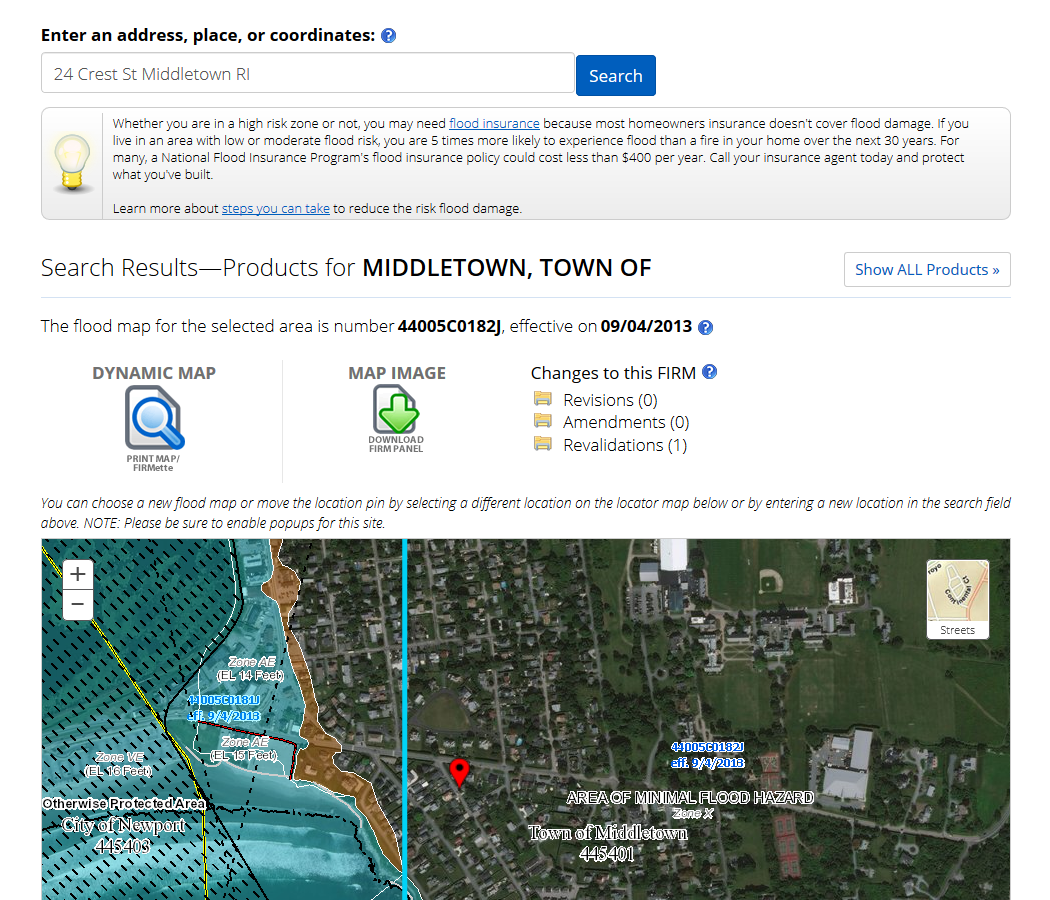 Enter an address, place, or coordinates: ?
24 Crest St Middletown RI
Search
Whether you are in a high risk zone or not, you may need flood insurance because most homeowners insurance doesn't cover flood damage. If you
live in an area with low or moderate flood risk, you are 5 times more likely to experience flood than a fire in your home over the next 30 years. For
many, a National Flood Insurance Program's flood insurance policy could cost less than $400 per year. Call your insurance agent today and protect
what you've built.
Learn more about steps you can take to reduce the risk flood damage.
Search Results—Products for MIDDLETOWN, TOWN OF
Show ALL Products »
The flood map for the selected area is number 44005C0182J, effective on 09/04/2013 ?
DYNAMIC MAP
PRINT MAP/
FIRMette
MAP IMAGE
DOWNLOAD
FIRM PANEL
Changes to this FIRM ?
Revisions (0)
Amendments (0)
Revalidations (1)
You can choose a new flood map or move the location pin by selecting a different location on the locator map below or by entering a new location in the search field
above. NOTE: Please be sure to enable popups for this site.
+
−
Continental
Streets
Zone AE
(EL 14 Feet)
44005C0181J
eff. 9/4/2013
Zone AE
(EL 15 Feet)
Zone VE
(EL 16 Feet)
Otherwise Protected Area
City of Newport
445403
44005C0182J
eff. 9/4/2013
AREA OF MINIMAL FLOOD HAZARD
Zone X
Town of Middletown
445401